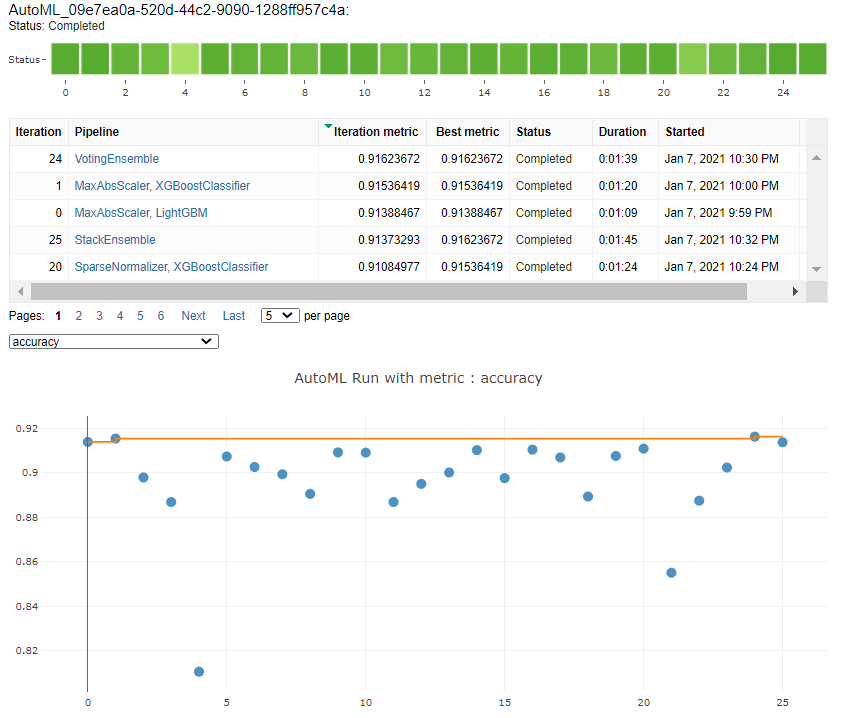 AutoML_09e7ea0a-520d-44c2-9090-1288ff957c4a:
Status: Completed
Status
0 2 4 6 8 10 12 14 16 18 20 22 24
Iteration Pipeline Iteration metric Best metric Status Duration Started
24 VotingEnsemble 0.91623672 0.91623672 Completed 0:01:39 Jan 7, 2021 10:30 PM
1 MaxAbsScaler, XGBoostClassifier 0.91536419 0.91536419 Completed 0:01:20 Jan 7, 2021 10:00 PM
0 MaxAbsScaler, LightGBM 0.91388467 0.91388467 Completed 0:01:09 Jan 7, 2021 9:59 PM
25 StackEnsemble 0.91373293 0.91623672 Completed 0:01:45 Jan 7, 2021 10:32 PM
20 SparseNormalizer, XGBoostClassifier 0.91084977 0.91536419 Completed 0:01:24 Jan 7, 2021 10:24 PM
Pages: 1 2 3 4 5 6 Next Last 5 per page
accuracy
AutoML Run with metric : accuracy
0.92
0.9
0.88
0.86
0.84
0.82
0 5 10 15 20 25